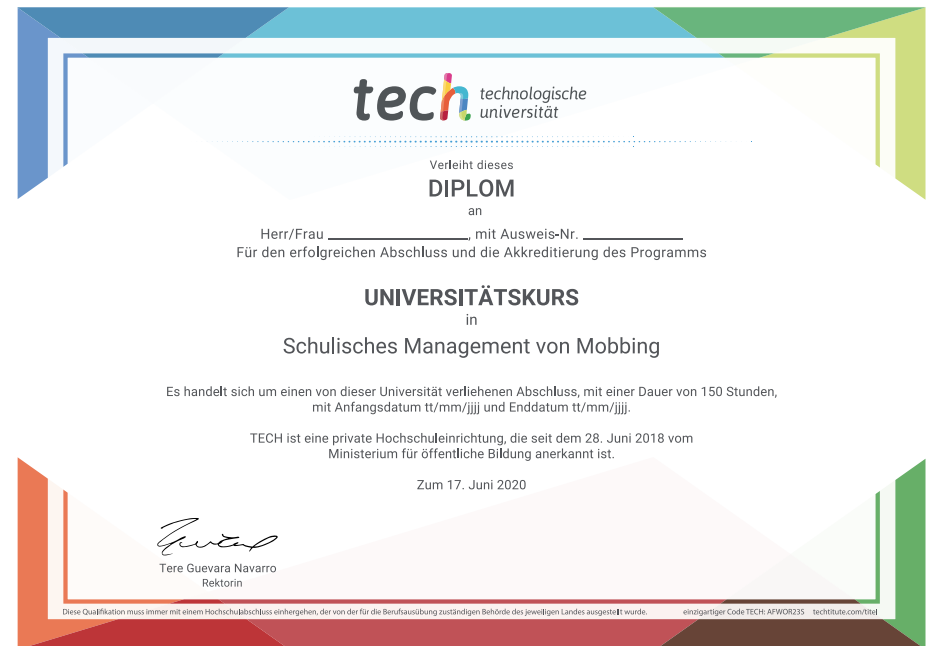 tech technologische
universität
Verleiht dieses
DIPLOM
an
Herr/Frau ____________________, mit Ausweis-Nr. ______________
Für den erfolgreichen Abschluss und die Akkreditierung des Programms
UNIVERSITÄTSKURS
in
Schulisches Management von Mobbing
Es handelt sich um einen von dieser Universität verliehenen Abschluss, mit einer Dauer von 150 Stunden,
mit Anfangsdatum tt/mm/jjjj und Enddatum tt/mm/jjjj.
TECH ist eine private Hochschuleinrichtung, die seit dem 28. Juni 2018 vom
Ministerium für öffentliche Bildung anerkannt ist.
Zum 17. Juni 2020
Tere Guevara Navarro
Rektorin
Diese Qualifikation muss immer mit einem Hochschulabschluss einhergehen, der von der für die Berufsausübung zuständigen Behörde des jeweiligen Landes ausgestellt wurde. einzigartiger Code TECH: AFWOR23S techtitute.com/titel